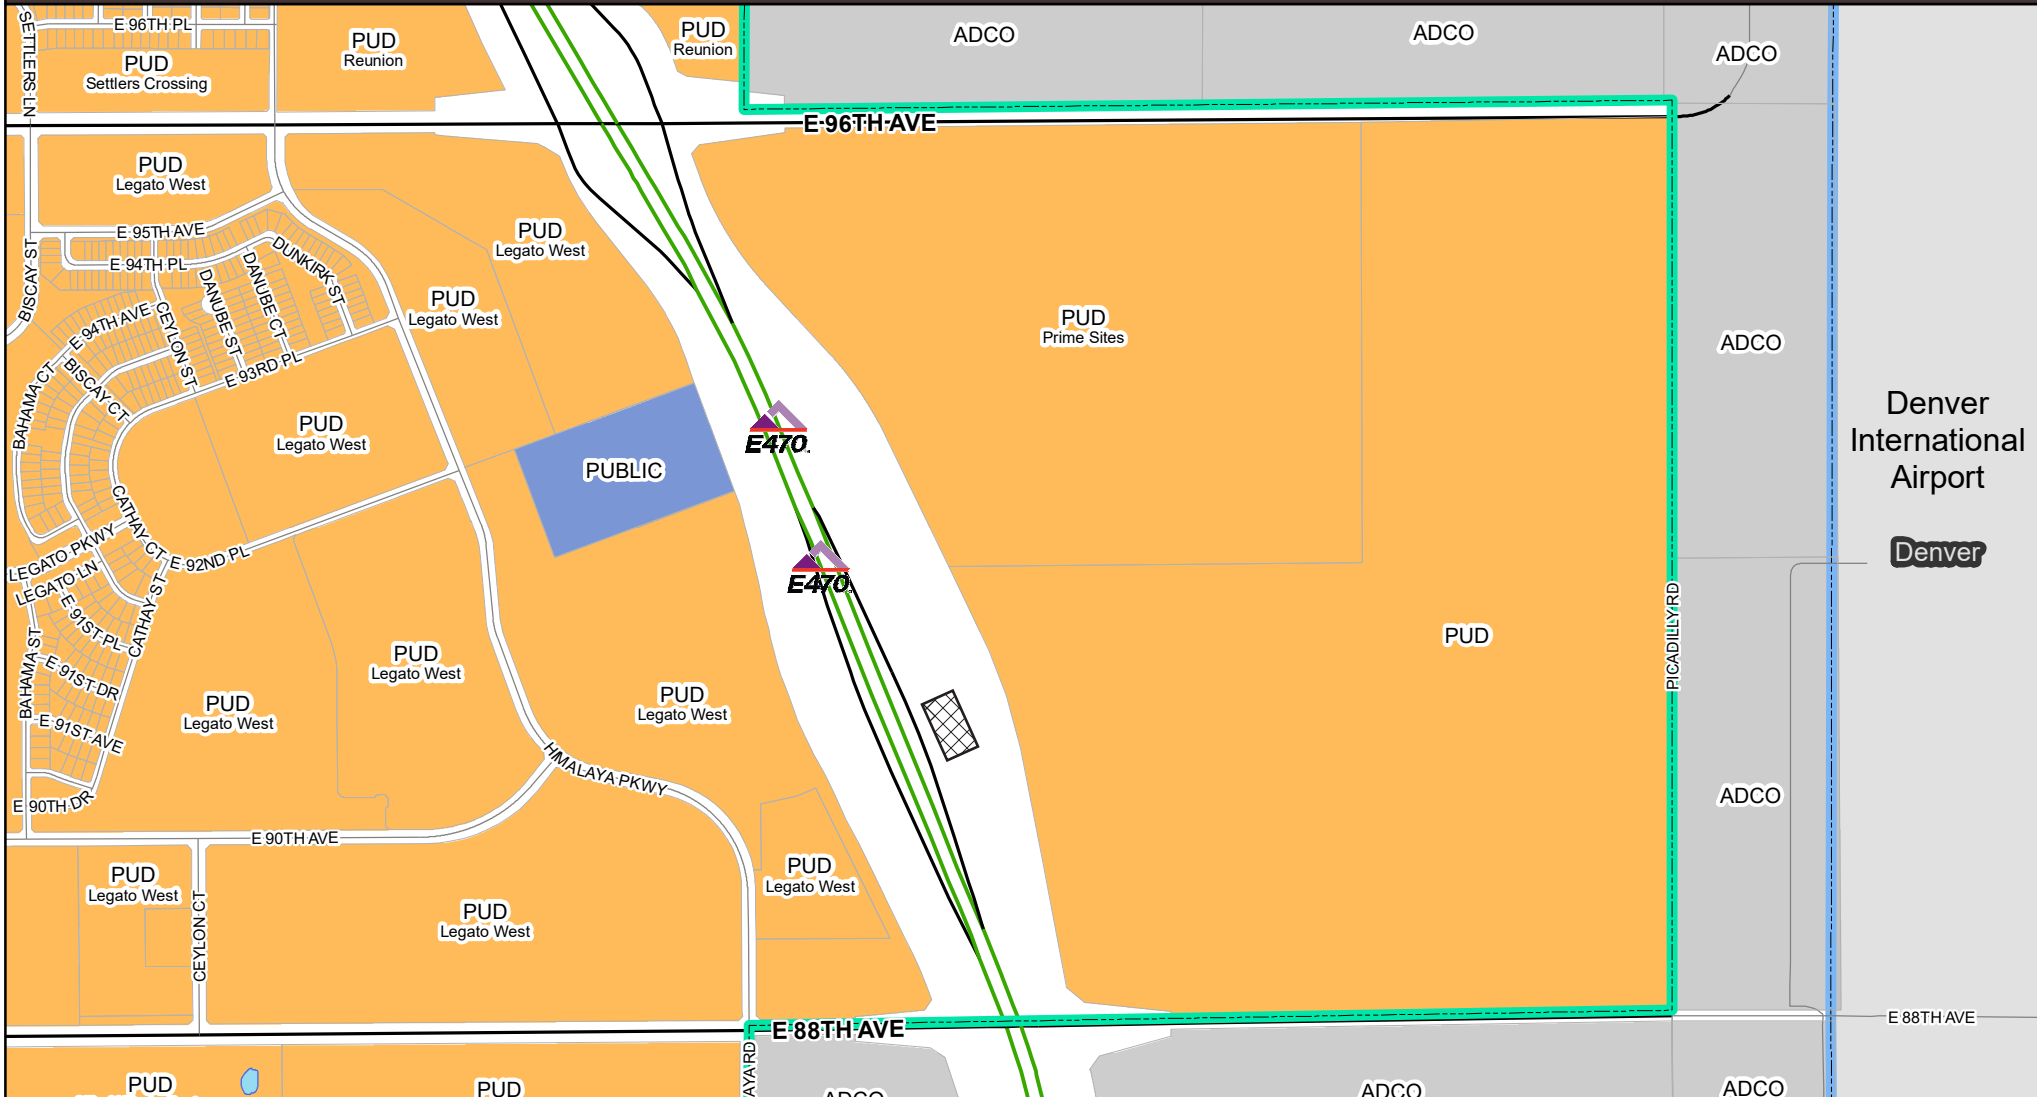 E 96TH PL
SETTLERS LN
PUD
Settlers Crossing
PUD
Reunion
PUD
Reunion
ADCO
ADCO
ADCO
E 96TH AVE
PUD
Legato West
E 95TH AVE
E 94TH PL
BISCAY ST
DUNKIRK ST
DANUBE CT
DANUBE ST
CEYLON ST
E 94TH AVE
BISCAY CT
BAHAMA CT
E 93RD PL
PUD
Legato West
PUD
Legato West
PUD
Legato West
PUD
Prime Sites
ADCO
Denver
International
Airport
Denver
E470
PUBLIC
CATHAY CT
E 92ND PL
LEGATO PKWY
LEGATO LN
E470
E 91ST PL
CATHAY ST
BAHAMA ST
E 91ST DR
E 91ST AVE
E 90TH DR
PUD
Legato West
PUD
Legato West
PUD
Legato West
PUD
PICADILLY RD
ADCO
HIMALAYA PKWY
E 90TH AVE
PUD
Legato West
CEYLON CT
PUD
Legato West
PUD
Legato West
E 88TH AVE
E 88TH AVE
PUD
PUD
AYA RD
ADCO
ADCO
ADCO